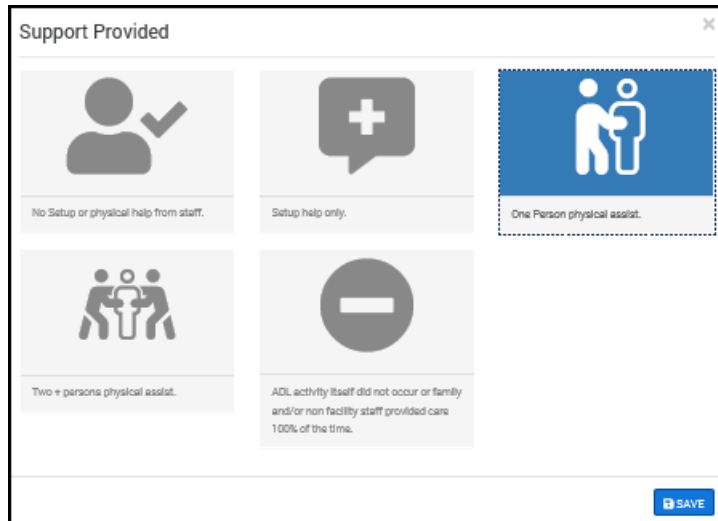 Support Provided
×
No Setup or physical help from staff.
Setup help only.
One Person physical assist.
Two + persons physical assist.
ADL activity itself did not occur or family
and/or non facility staff provided care
100% of the time.
SAVE